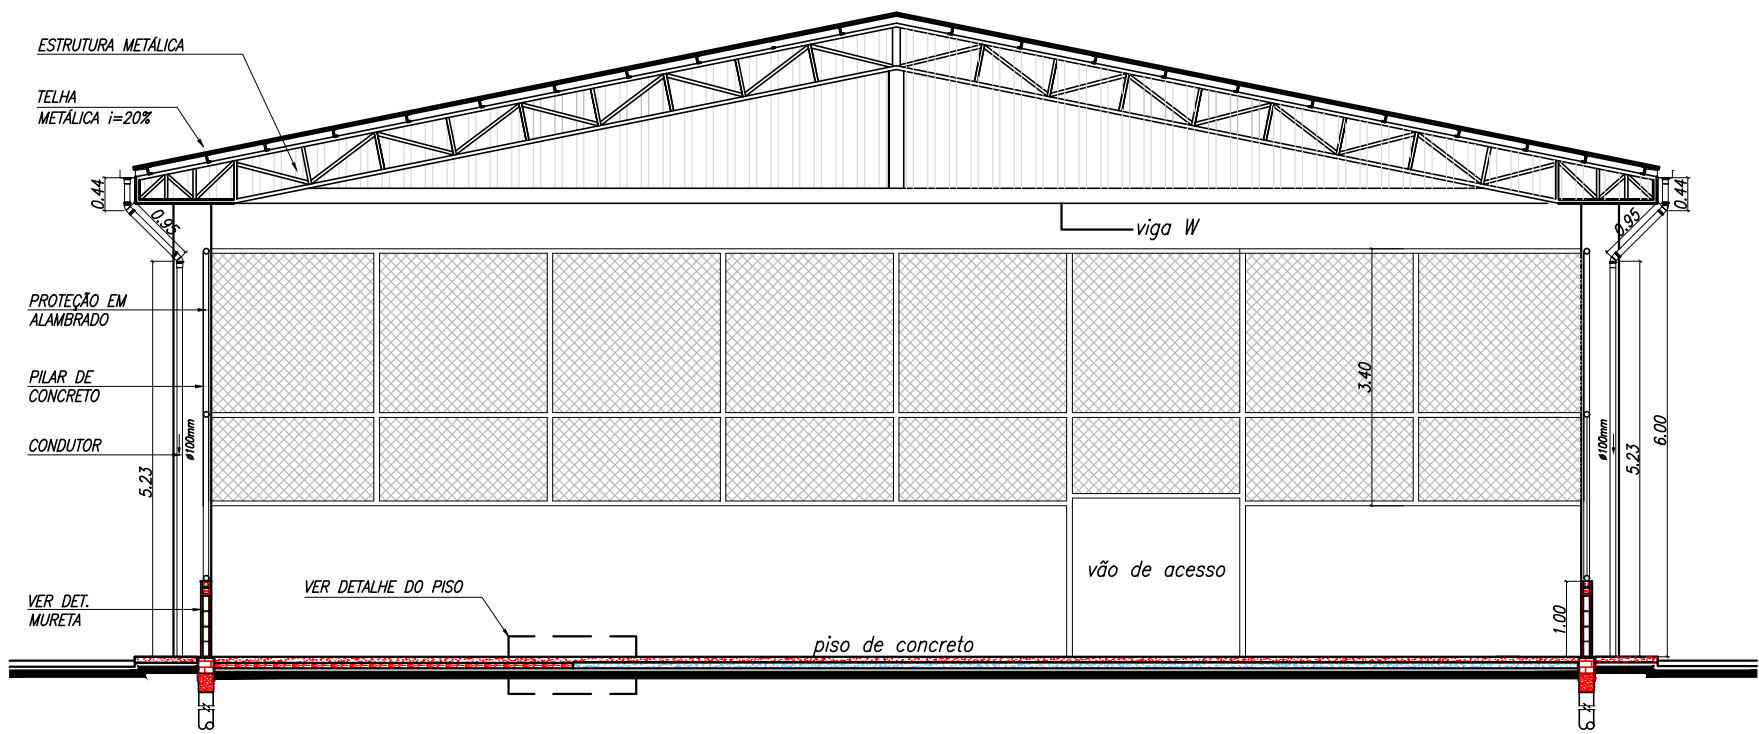 ESTRUTURA METÁLICA
TELHA
METÁLICA i=20%
0.44
0.95
viga W
0.95
0.44
PROTEÇÃO EM
ALAMBRADO
PILAR DE
CONCRETO
CONDUTOR
ø100mm
5.23
3.40
ø100mm
5.23
6.00
vão de acesso
VER DETALHE DO PISO
VER DET.
MURETA
1.00
piso de concreto